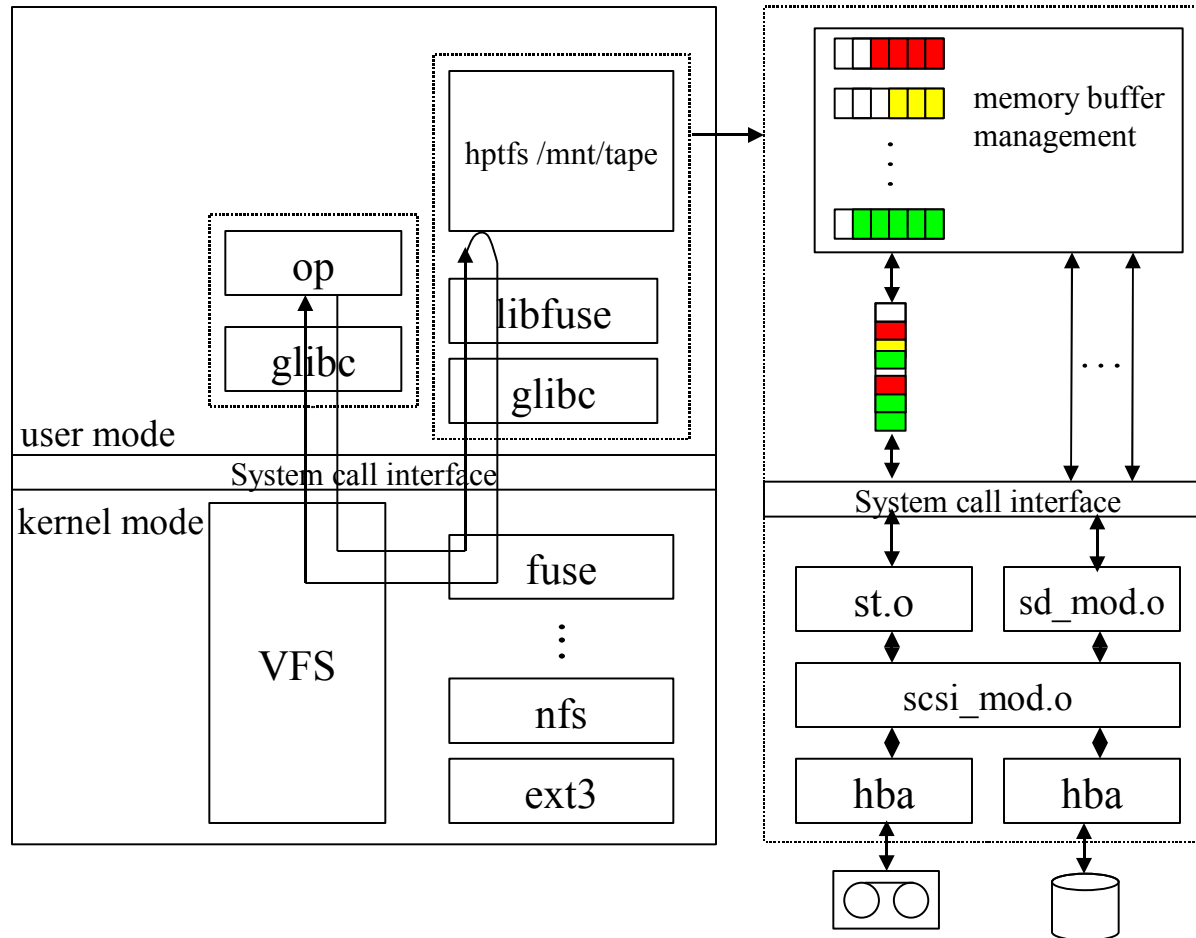 hptfs /mnt/tape
op
libfuse
glibc
glibc
user mode
System call interface
kernel mode
fuse
VFS
nfs
ext3
memory buffer
management
System call interface
st.o
sd_mod.o
scsi_mod.o
hba
hba